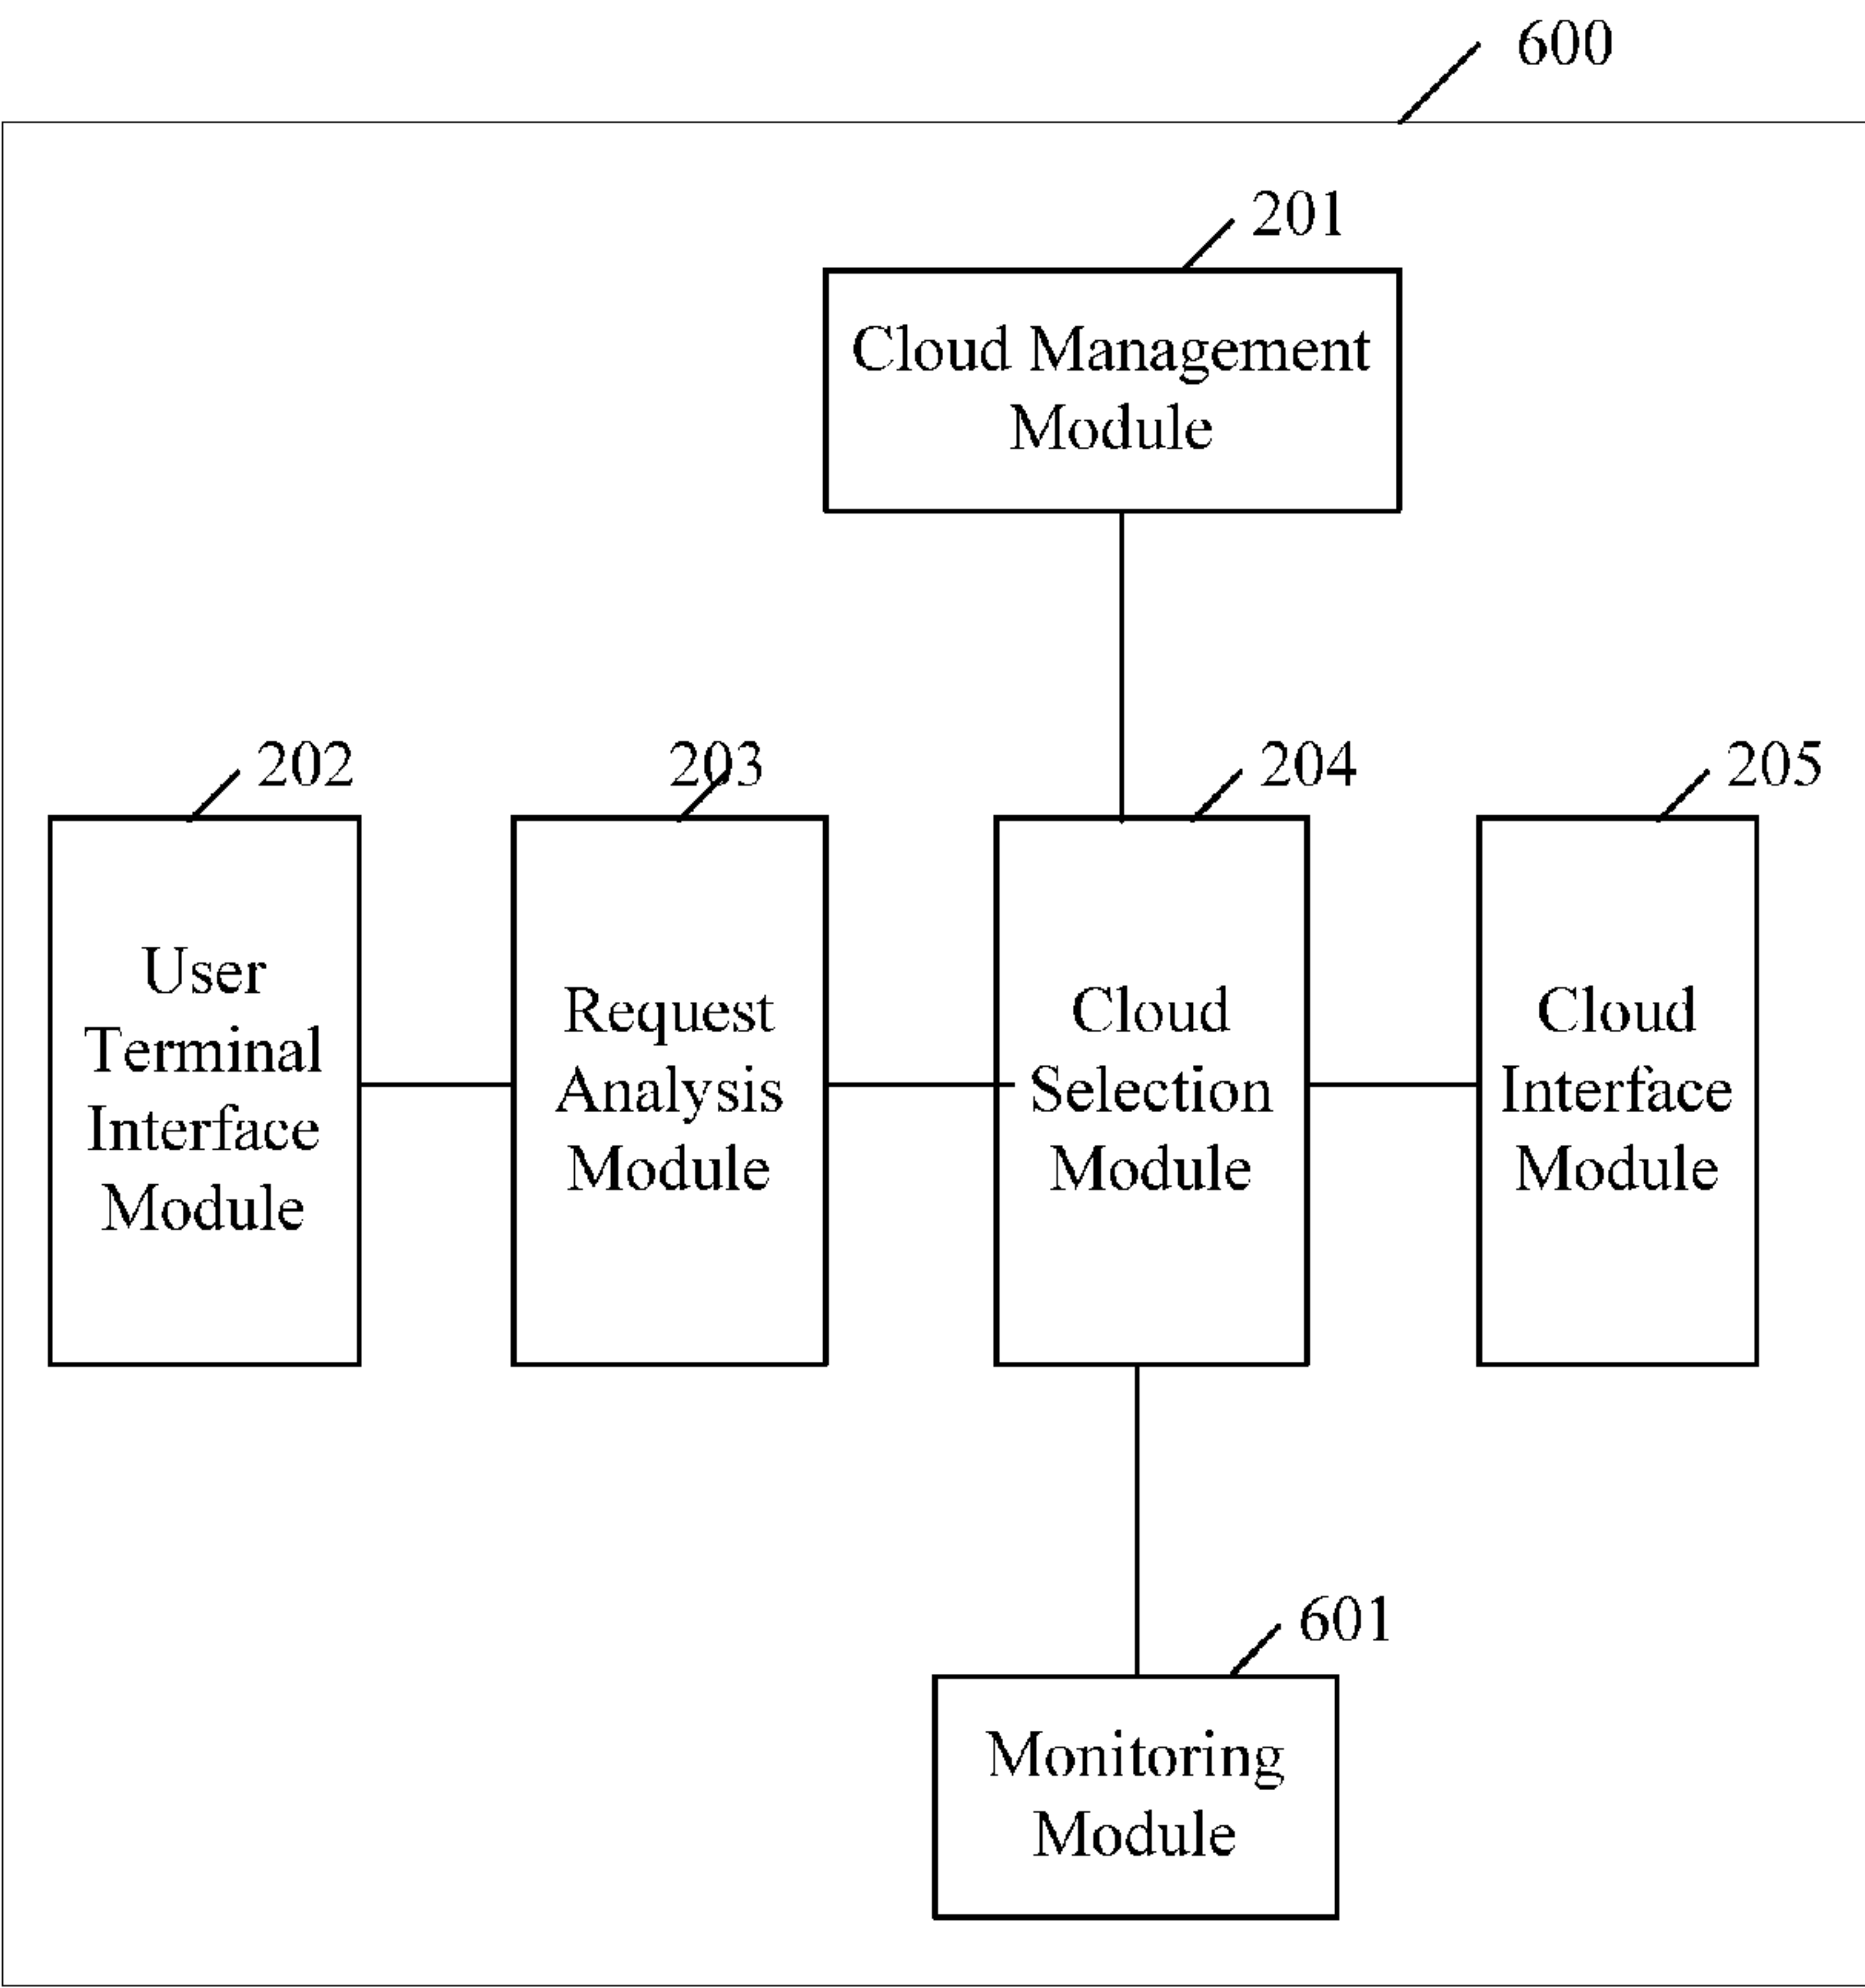 600
201
Cloud Management
Module
202
203
204
205
User
Terminal
Interface
Module
Request
Analysis
Module
Cloud
Selection
Module
Cloud
Interface
Module
601
Monitoring
Module